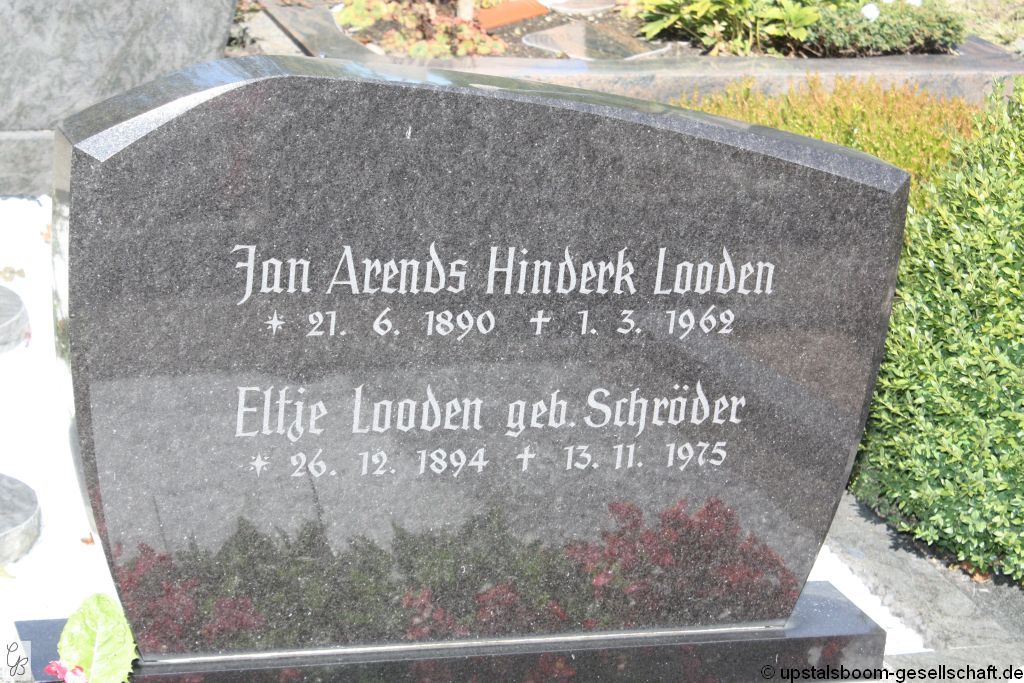 Jan Arends Hinderk Looden
* 21. 6. 1890 † 1. 3. 1962
Eltje Looden geb. Schröder
* 26. 12. 1894 † 13. 11. 1975
GB
© upstalsboom-gesellschaft.de